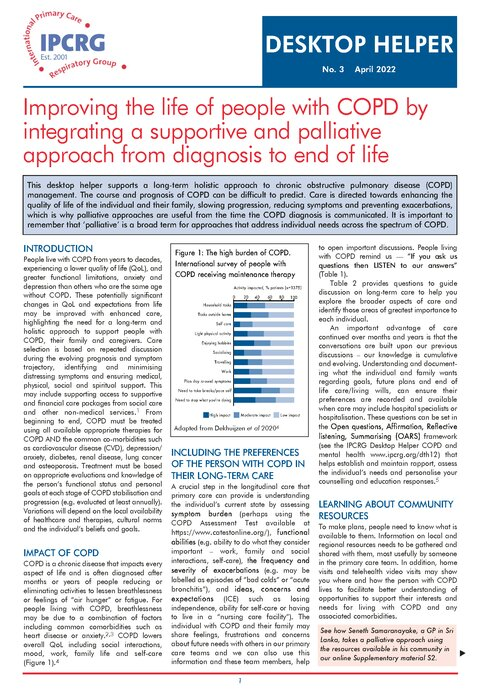 International Primary Care
IPCRG
Est. 2001
Respiratory Group
DESKTOP HELPER
No. 3 April 2022
Improving the life of people with COPD by
integrating a supportive and palliative
approach from diagnosis to end of life
This desktop helper supports a long-term holistic approach to chronic obstructive pulmonary disease (COPD)
management. The course and prognosis of COPD can be difficult to predict. Care is directed towards enhancing the
quality of life of the individual and their family, slowing progression, reducing symptoms and preventing exacerbations,
which is why palliative approaches are useful from the time the COPD diagnosis is communicated. It is important to
remember that 'palliative' is a broad term for approaches that address individual needs across the spectrum of COPD.
INTRODUCTION
People live with COPD from years to decades,
experiencing a lower quality of life (QoL), and
greater functional limitations, anxiety and
depression than others who are the same age
without COPD. These potentially significant
changes in QoL and expectations from life
may be improved with enhanced care,
highlighting the need for a long-term and
holistic approach to support people with
COPD, their family and caregivers. Care
selection is based on repeated discussion
during the evolving prognosis and symptom
trajectory, identifying and minimising
distressing symptoms and ensuring medical,
physical, social and spiritual support. This
may include supporting access to supportive
and financial care packages from social care
and other non-medical services.1 From
beginning to end, COPD must be treated
using all available appropriate therapies for
COPD AND the common co-morbidities such
as cardiovascular disease (CVD), depression/
anxiety, diabetes, renal disease, lung cancer
and osteoporosis. Treatment must be based
on appropriate evaluations and knowledge of
the person's functional status and personal
goals at each stage of COPD stabilisation and
progression (e.g. evaluated at least annually).
Variations will depend on the local availability
of healthcare and therapies, cultural norms
and the individual's beliefs and goals.
IMPACT OF COPD
COPD is a chronic disease that impacts every
aspect of life and is often diagnosed after
months or years of people reducing or
eliminating activities to lessen breathlessness
or feelings of "air hunger" or fatigue. For
people living with COPD, breathlessness
may be due to a combination of factors
including common comorbidities such as
heart disease or anxiety.2,3 COPD lowers
overall QoL including social interactions,
mood, work, family life and self-care
(Figure 1).4
Figure 1: The high burden of COPD.
International survey of people with
COPD receiving maintenance therapy
Activity impacted, % patients (n=3375)
0 20 40 60 80 100
Household tasks
Tasks outside home
Self care
Light physical activity
Enjoying hobbies
Socialising
Travelling
Work
Plan day around symptoms
Need to take breaks/pace self
Need to stop what you're doing
High impact Moderate impact Low impact
Adapted from Dekhuijzen et al 20204
INCLUDING THE PREFERENCES
OF THE PERSON WITH COPD IN
THEIR LONG-TERM CARE
A crucial step in the longitudinal care that
primary care can provide is understanding
the individual's current state by assessing
symptom burden (perhaps using the
COPD Assessment Test available at
https://www.catestonline.org/), functional
abilities (e.g. ability to do what they consider
important – work, family and social
interactions, self-care), the frequency and
severity of exacerbations (e.g. may be
labelled as episodes of "bad colds" or "acute
bronchitis"), and ideas, concerns and
expectations (ICE) such as losing
independence, ability for self-care or having
to live in a "nursing care facility"). The
individual with COPD and their family may
share feelings, frustrations and concerns
about future needs with others in our primary
care teams and we can also use this
information and these team members, help
to open important discussions. People living
with COPD remind us — "If you ask us
questions then LISTEN to our answers"
(Table 1).
Table 2 provides questions to guide
discussion on long-term care to help you
explore the broader aspects of care and
identify those areas of greatest importance to
each individual.
An important advantage of care
continued over months and years is that the
conversations are built upon our previous
discussions – our knowledge is cumulative
and evolving. Understanding and document-
ing what the individual and family wants
regarding goals, future plans and end of
life care/living wills, can ensure their
preferences are recorded and available
when care may include hospital specialists or
hospitalisation. These questions can be set in
the Open questions, Affirmation, Reflective
listening, Summarising (OARS) framework
(see the IPCRG Desktop Helper COPD and
mental health www.ipcrg.org/dth12) that
helps establish and maintain rapport, assess
the individual's needs and personalise your
counselling and education responses.5
LEARNING ABOUT COMMUNITY
RESOURCES
To make plans, people need to know what is
available to them. Information on local and
regional resources needs to be gathered and
shared with them, most usefully by someone
in the primary care team. In addition, home
visits and telehealth video visits may show
you where and how the person with COPD
lives to facilitate better understanding of
opportunities to support their interests and
needs for living with COPD and any
associated comorbidities.
See how Seneth Samaranayake, a GP in Sri
Lanka, takes a palliative approach using
the resources available in his community in
our online Supplementary material S2.
1